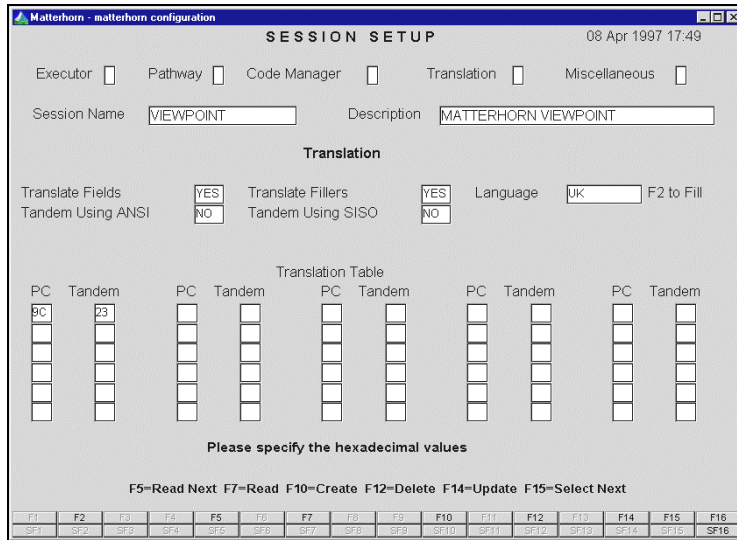 Matterhorn - matterhorn configuration
SESSION SETUP 08 Apr 1997 17:49
Executor Pathway Code Manager Translation Miscellaneous
Session Name VIEWPOINT Description MATTERHORN VIEWPOINT
Translation
Translate Fields YES Translate Fillers YES Language UK F2 to Fill
Tandem Using ANSI NO Tandem Using SISO NO
Translation Table
PC Tandem PC Tandem PC Tandem PC Tandem PC Tandem
9C 23
Please specify the hexadecimal values
F5=Read Next F7=Read F10=Create F12=Delete F14=Update F15=Select Next
F1 F2 F3 F4 F5 F6 F7 F8 F9 F10 F11 F12 F13 F14 F15 F16
SF1 SF2 SF3 SF4 SF5 SF6 SF7 SF8 SF9 SF10 SF11 SF12 SF13 SF14 SF15 SF16